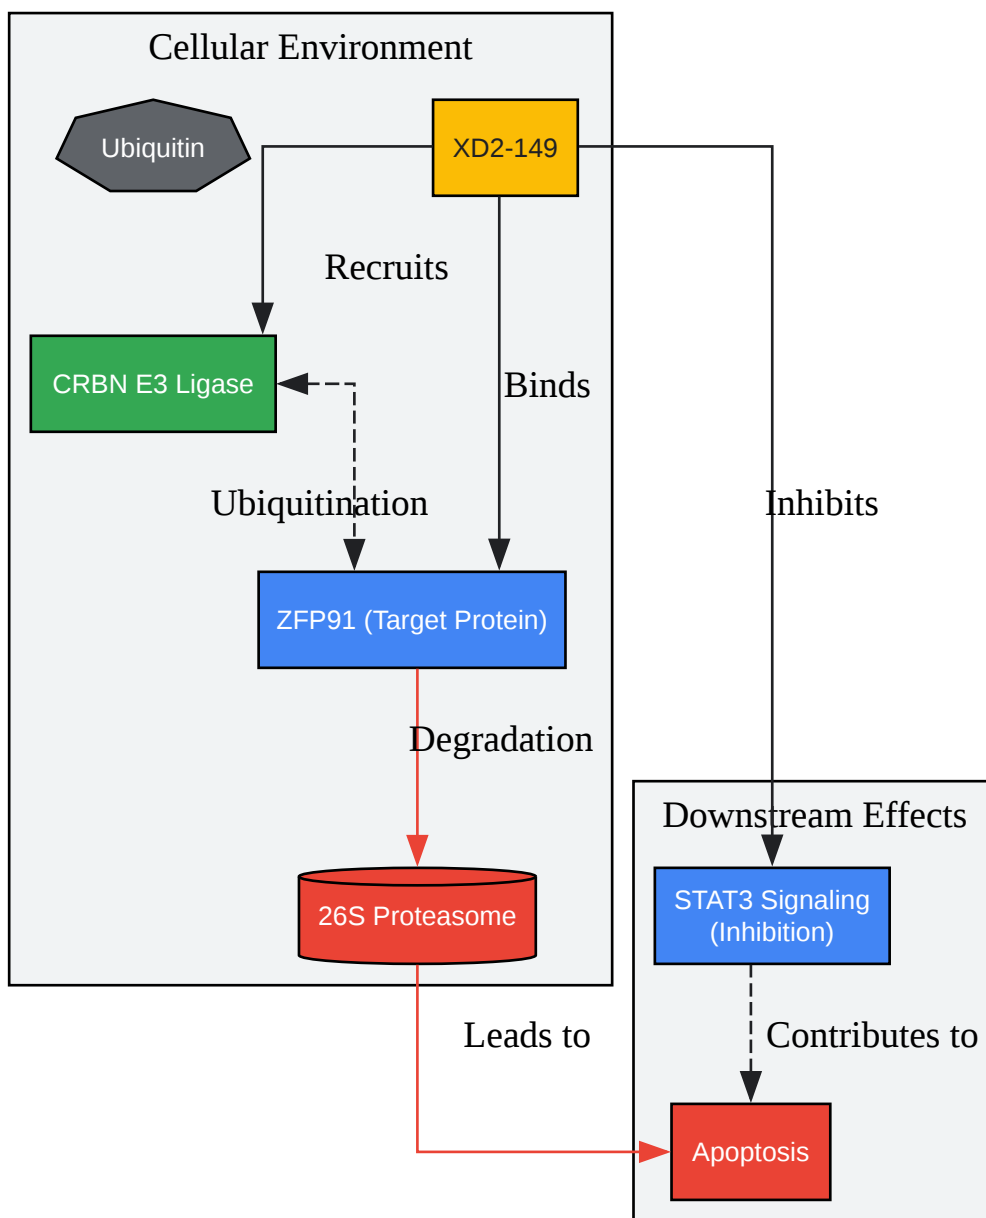 Cellular Environment
Ubiquitin
XD2-149
Recruits
CRBN E3 Ligase
Binds
Ubiquitination
Inhibits
ZFP91 (Target Protein)
Degradation
Downstream Effects
26S Proteasome
STAT3 Signaling
(Inhibition)
Leads to
Contributes to
Apoptosis